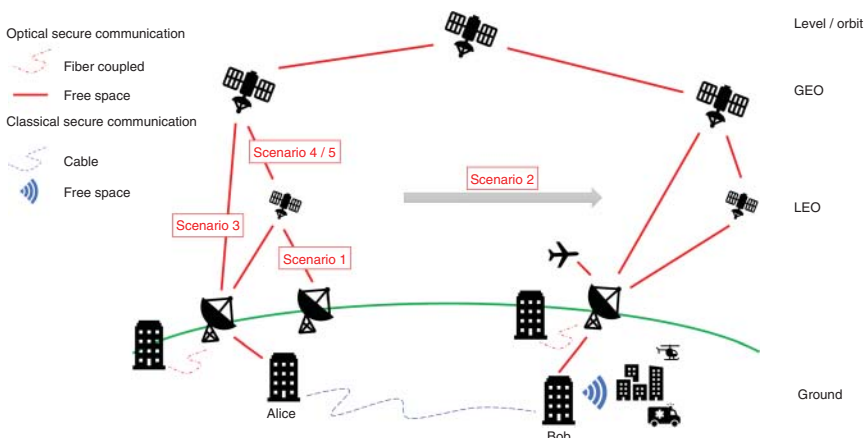 Optical secure communication
Fiber coupled
Free space
Classical secure communication
Cable
Free space
Level / orbit
GEO
LEO
Ground
Scenario 4 / 5
Scenario 2
Scenario 3
Scenario 1
Alice
Bob